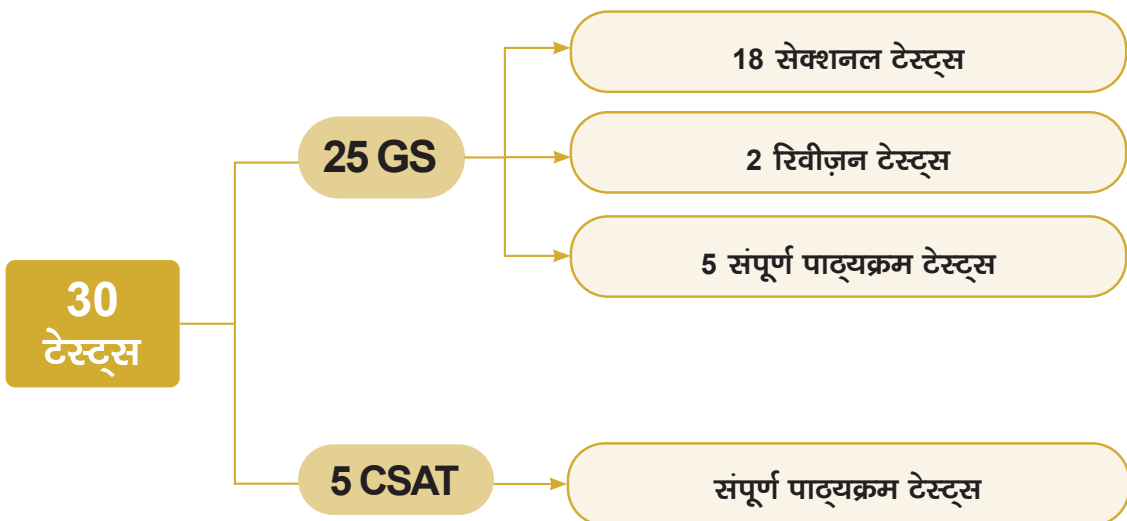 30
टेस्ट्स
25 GS
18 सेक्शनल टेस्ट्स
2 रिवीज़न टेस्ट्स
5 संपूर्ण पाठ्यक्रम टेस्ट्स
5 CSAT
संपूर्ण पाठ्यक्रम टेस्ट्स